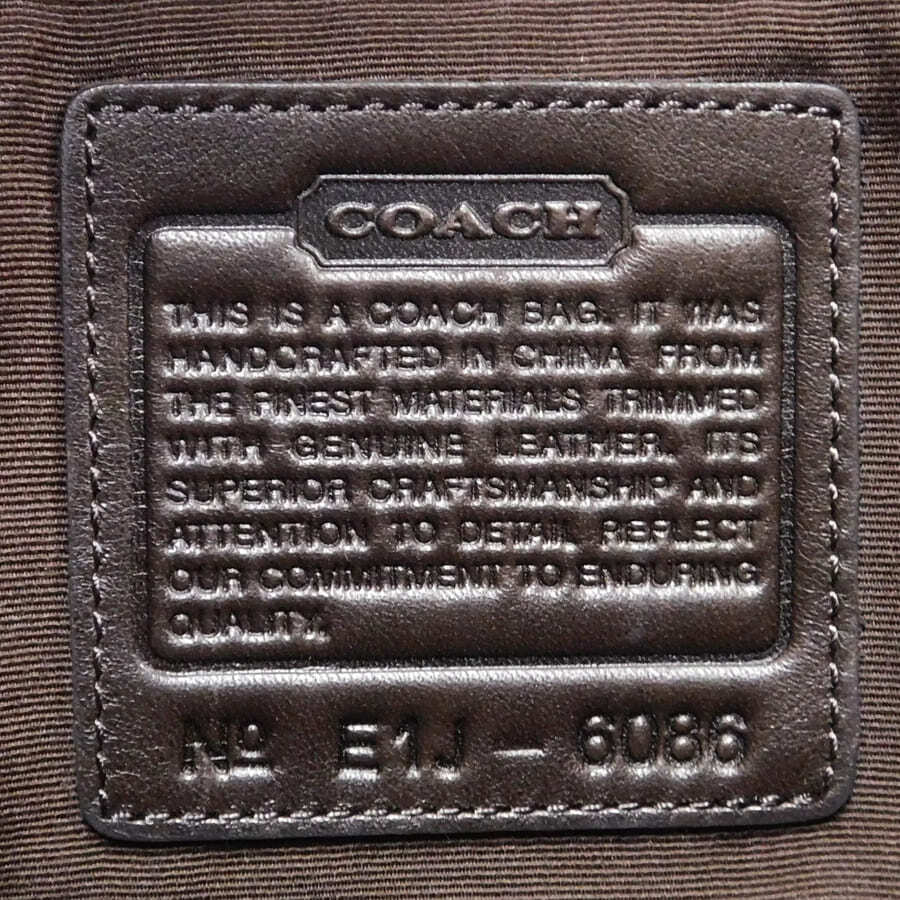 COACH
THIS IS A COACH BAG. IT WAS
HANDCRAFTED IN CHINA FROM
THE FINEST MATERIALS TRIMMED
WITH GENUINE LEATHER. ITS
SUPERIOR CRAFTSMANSHIP AND
ATTENTION TO DETAIL REFLECT
OUR COMMITMENT TO ENDURING
QUALITY.
Nº E1J - 6086